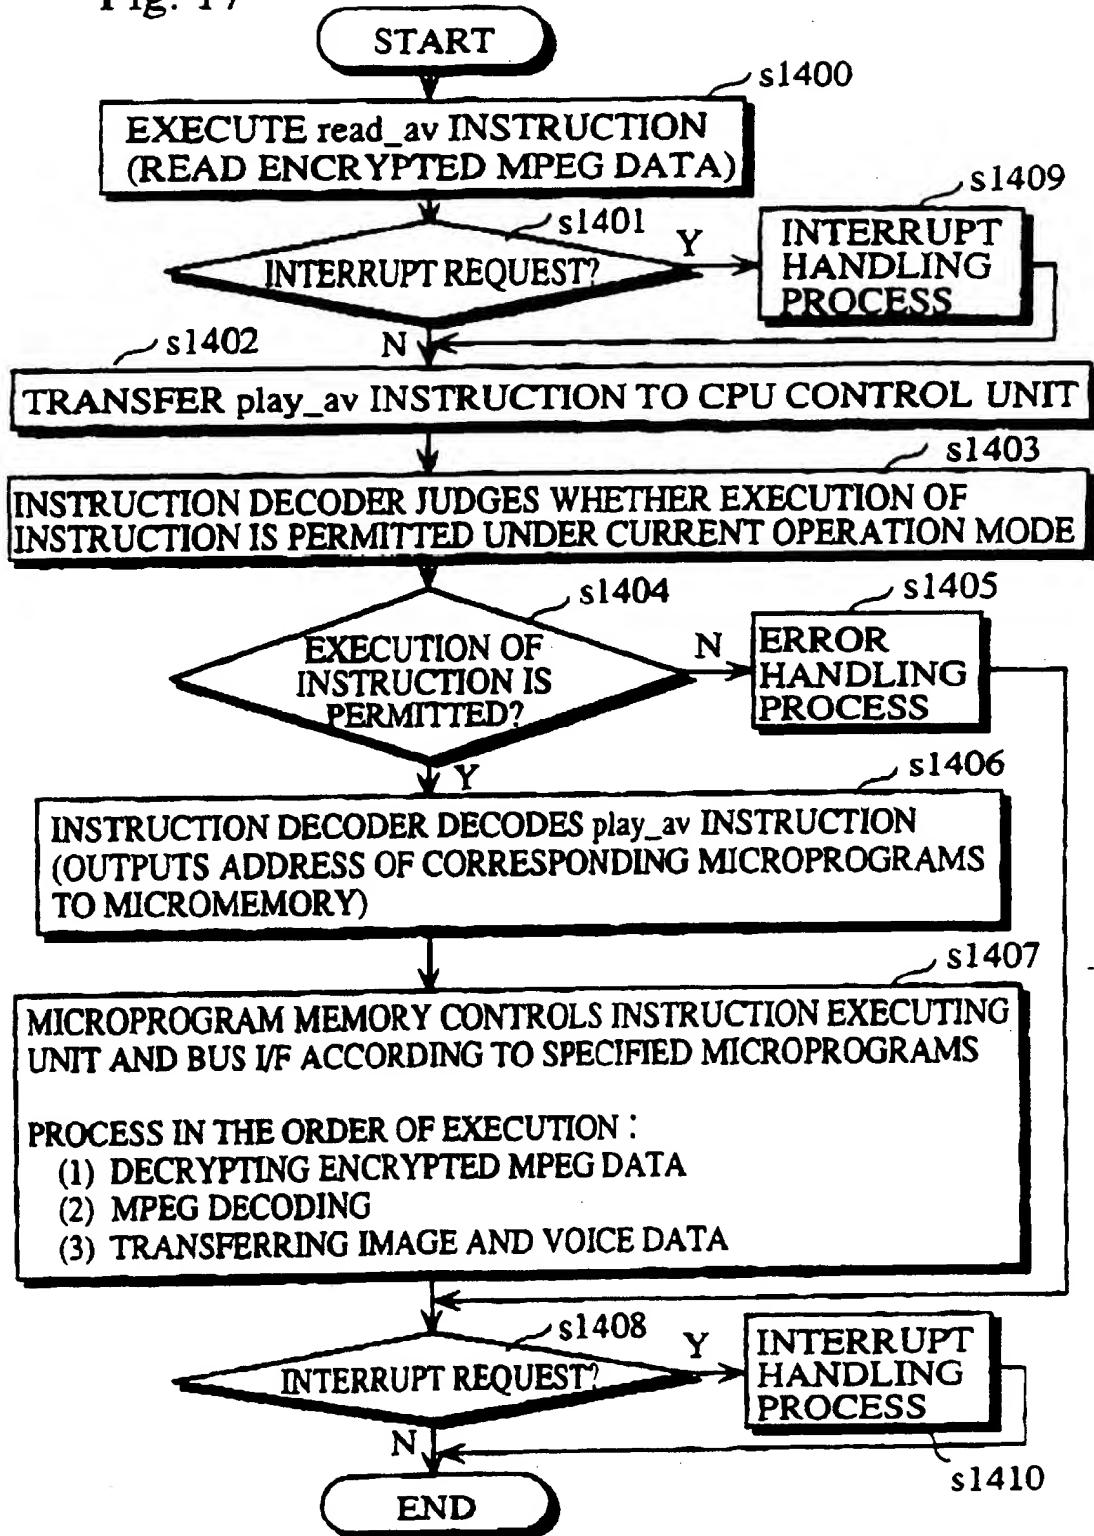 Fig. 17
START
s1400
EXECUTE read_av INSTRUCTION
(READ ENCRYPTED MPEG DATA)
s1401
INTERRUPT REQUEST?
Y
s1409
INTERRUPT
HANDLING
PROCESS
N
s1402
TRANSFER play_av INSTRUCTION TO CPU CONTROL UNIT
s1403
INSTRUCTION DECODER JUDGES WHETHER EXECUTION OF
INSTRUCTION IS PERMITTED UNDER CURRENT OPERATION MODE
s1404
EXECUTION OF
INSTRUCTION IS
PERMITTED?
N
s1405
ERROR
HANDLING
PROCESS
Y
s1406
INSTRUCTION DECODER DECODES play_av INSTRUCTION
(OUTPUTS ADDRESS OF CORRESPONDING MICROPROGRAMS
TO MICROMEMORY)
s1407
MICROPROGRAM MEMORY CONTROLS INSTRUCTION EXECUTING
UNIT AND BUS I/F ACCORDING TO SPECIFIED MICROPROGRAMS
PROCESS IN THE ORDER OF EXECUTION :
(1) DECRYPTING ENCRYPTED MPEG DATA
(2) MPEG DECODING
(3) TRANSFERRING IMAGE AND VOICE DATA
s1408
INTERRUPT REQUEST?
Y
INTERRUPT
HANDLING
PROCESS
s1410
N
END